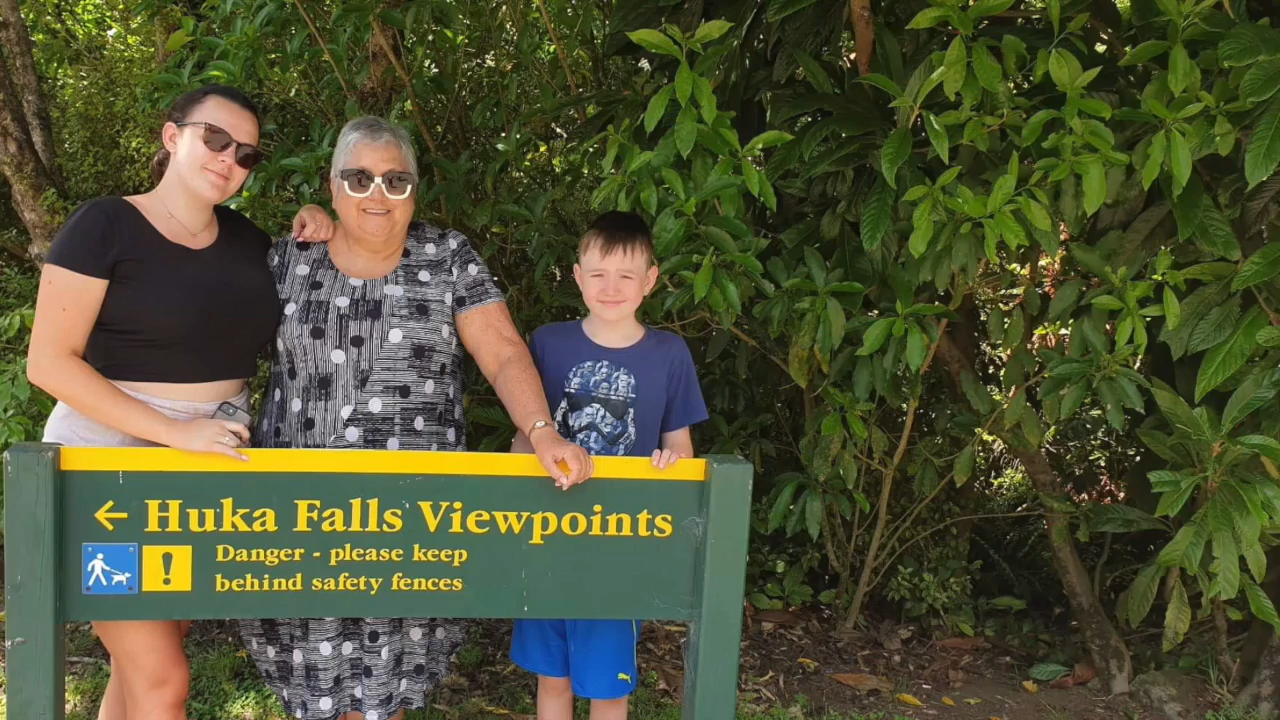 ← Huka Falls Viewpoints
Danger - please keep
behind safety fences